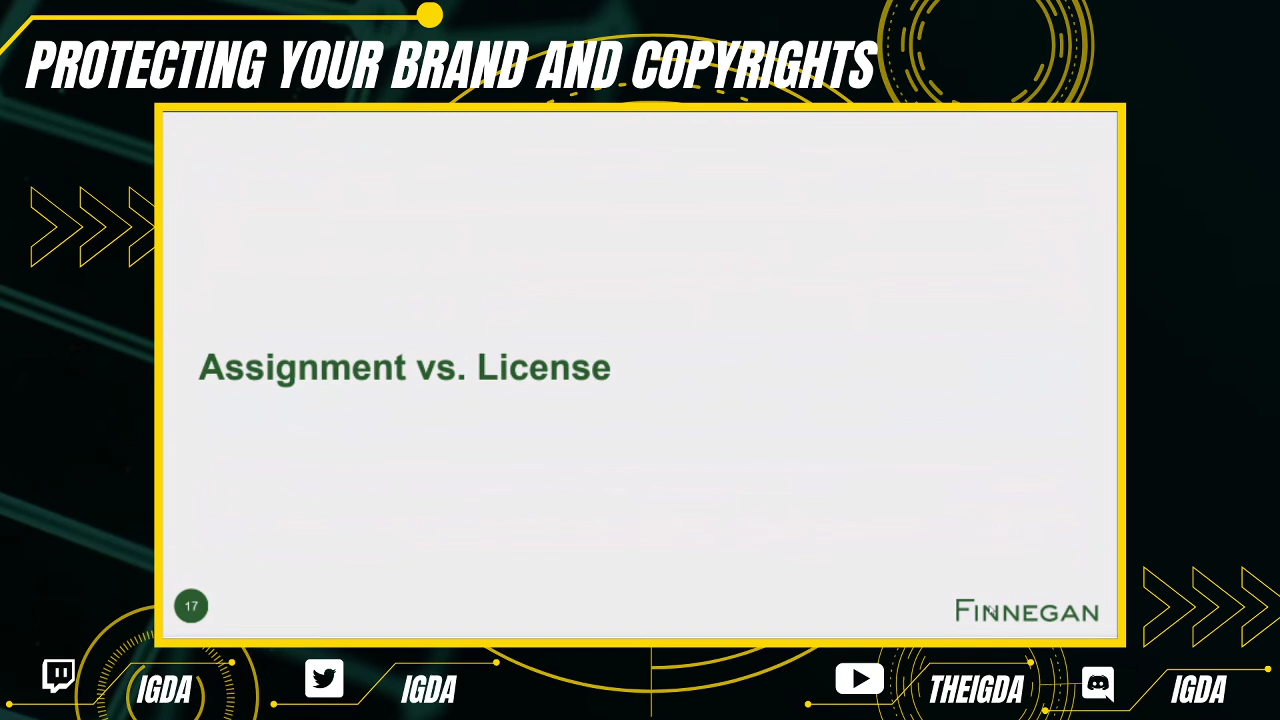 PROTECTING YOUR BRAND AND COPYRIGHTS
Assignment vs. License
17
FINNEGAN
IGDA
IGDA
THEIGDA
IGDA